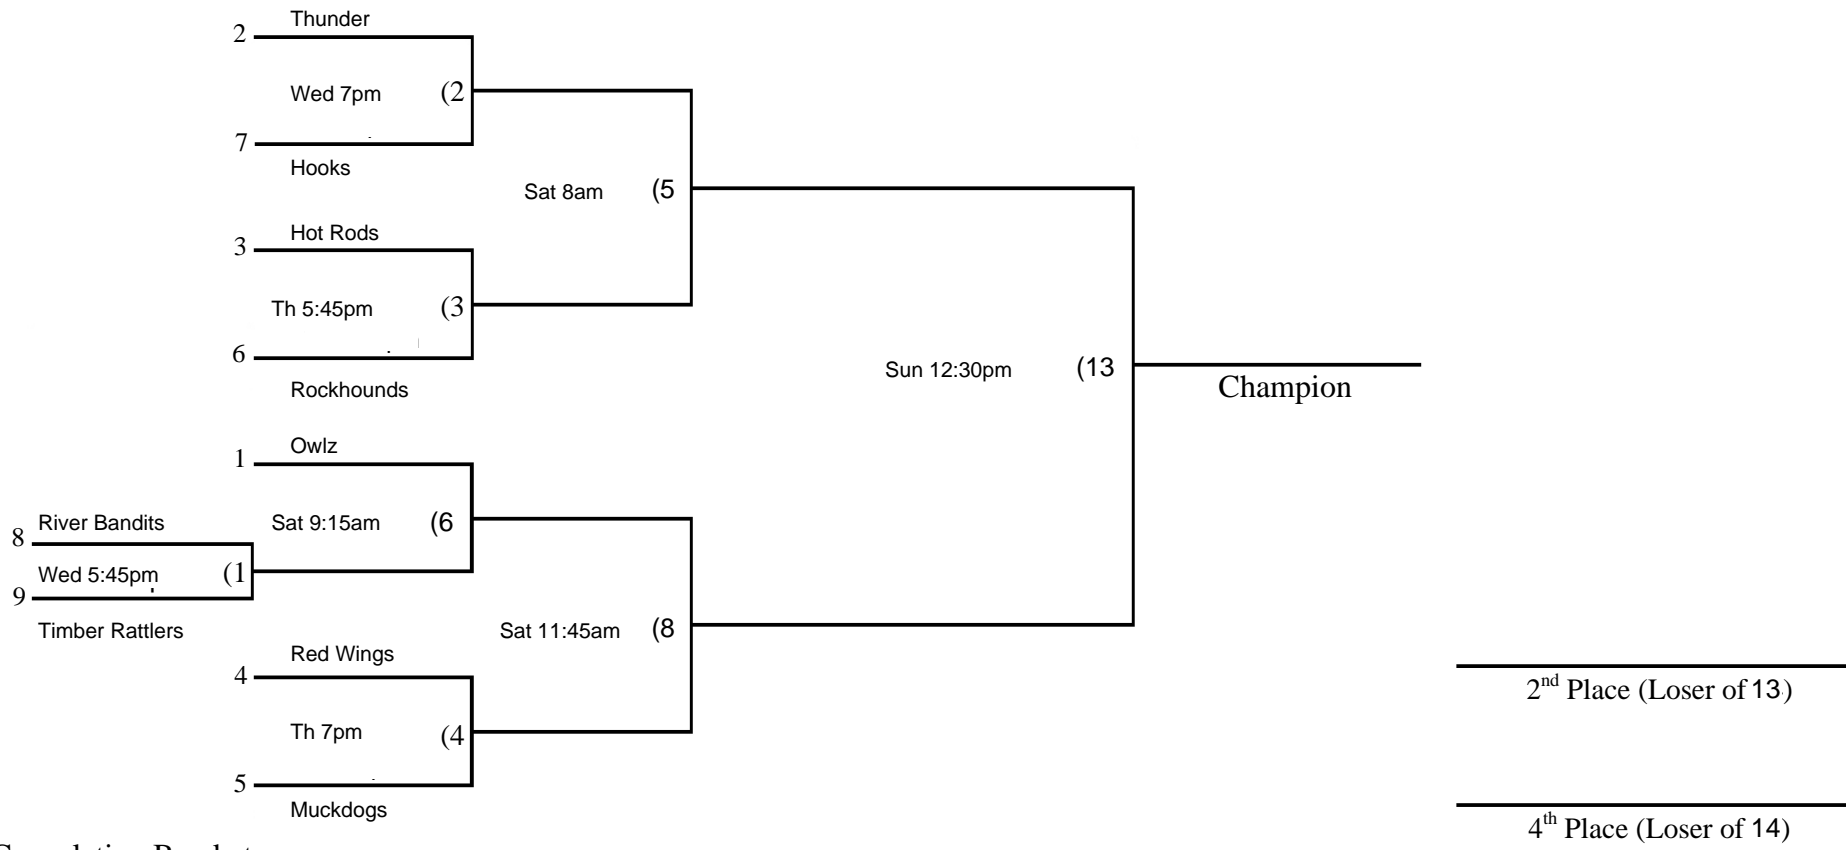 Thunder
2
Wed 7pm (2
7
Hooks
Sat 8am (5
Hot Rods
3
Th 5:45pm (3
6
Rockhounds
Sun 12:30pm (13
Champion
Owlz
1
River Bandits
8
Sat 9:15am (6
Wed 5:45pm (1
9
Timber Rattlers
Sat 11:45am (8
Red Wings
4
2nd Place (Loser of 13)
Th 7pm (4
5
Muckdogs
4th Place (Loser of 14)